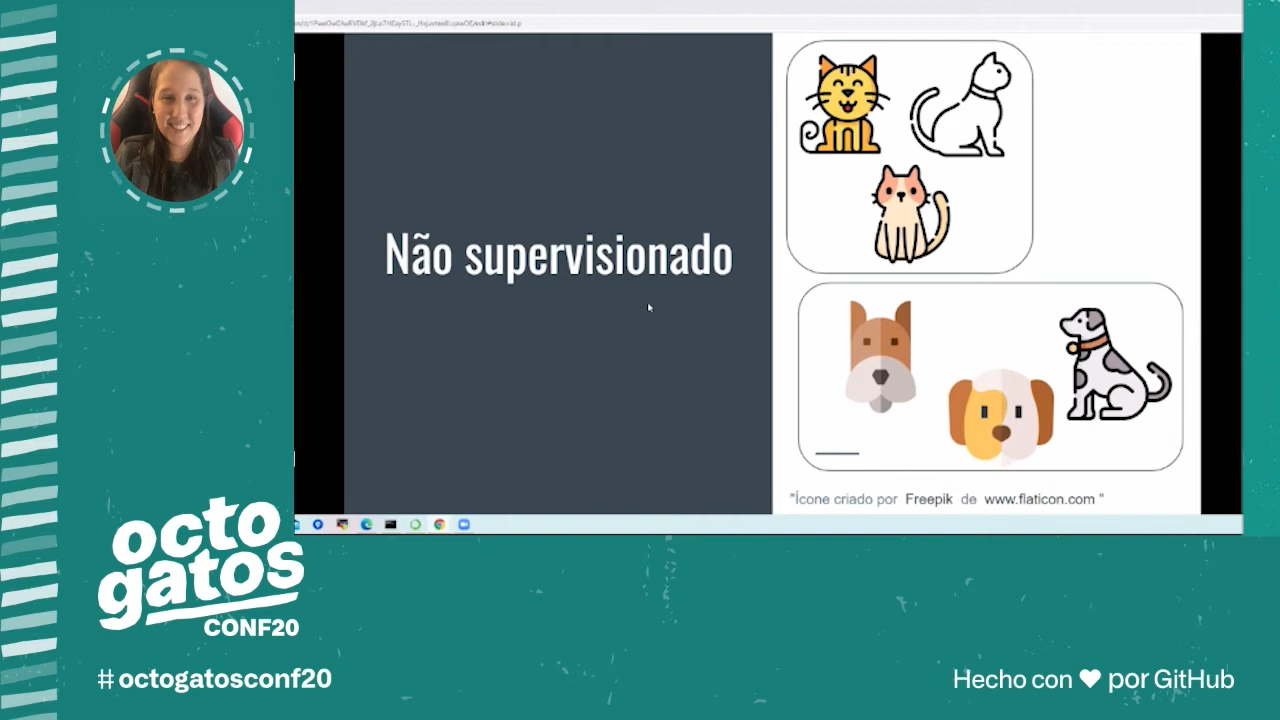 Não supervisionado
"Ícone criado por Freepik de www.flaticon.com "
octo
gatos
CONF20
#octogatosconf20
Hecho con ♥ por GitHub